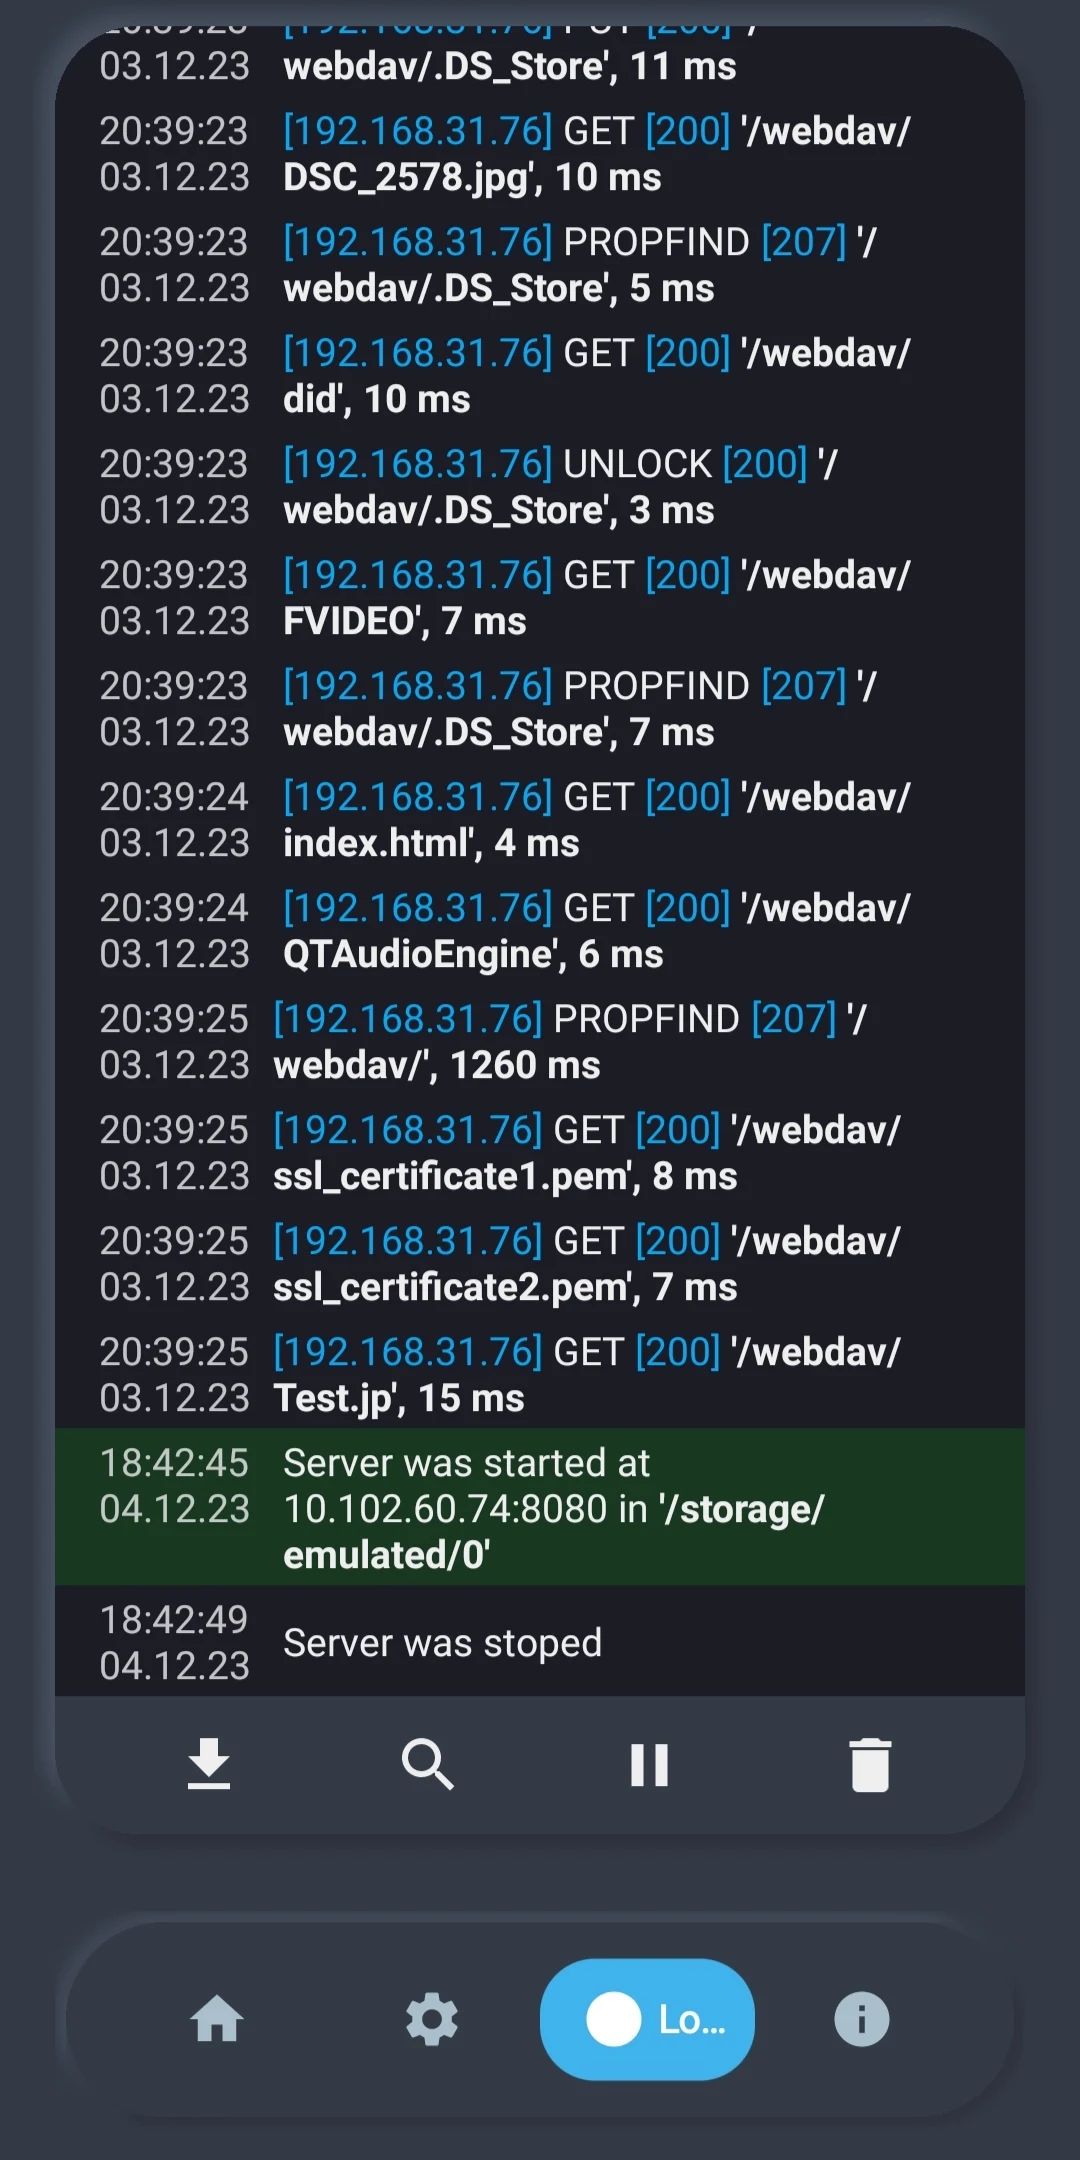 03.12.23 webdav/.DS_Store', 11 ms
20:39:23 [192.168.31.76] GET [200] '/webdav/
03.12.23 DSC_2578.jpg', 10 ms
20:39:23 [192.168.31.76] PROPFIND [207] '/
03.12.23 webdav/.DS_Store', 5 ms
20:39:23 [192.168.31.76] GET [200] '/webdav/
03.12.23 did', 10 ms
20:39:23 [192.168.31.76] UNLOCK [200] '/
03.12.23 webdav/.DS_Store', 3 ms
20:39:23 [192.168.31.76] GET [200] '/webdav/
03.12.23 FVIDEO', 7 ms
20:39:23 [192.168.31.76] PROPFIND [207] '/
03.12.23 webdav/.DS_Store', 7 ms
20:39:24 [192.168.31.76] GET [200] '/webdav/
03.12.23 index.html', 4 ms
20:39:24 [192.168.31.76] GET [200] '/webdav/
03.12.23 QTAudioEngine', 6 ms
20:39:25 [192.168.31.76] PROPFIND [207] '/
03.12.23 webdav/', 1260 ms
20:39:25 [192.168.31.76] GET [200] '/webdav/
03.12.23 ssl_certificate1.pem', 8 ms
20:39:25 [192.168.31.76] GET [200] '/webdav/
03.12.23 ssl_certificate2.pem', 7 ms
20:39:25 [192.168.31.76] GET [200] '/webdav/
03.12.23 Test.jp', 15 ms
18:42:45 Server was started at
04.12.23 10.102.60.74:8080 in '/storage/
emulated/0'
18:42:49
04.12.23 Server was stoped
Lo...